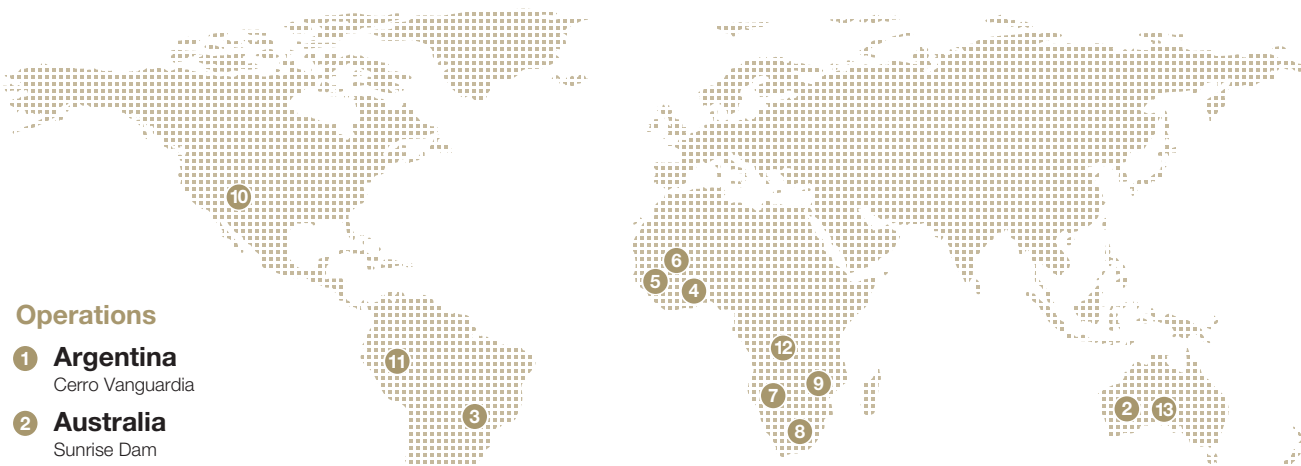 10
6
5
4
Operations
1 Argentina
Cerro Vanguardia
11
12
9
7
3
2 13
2 Australia
8
Sunrise Dam